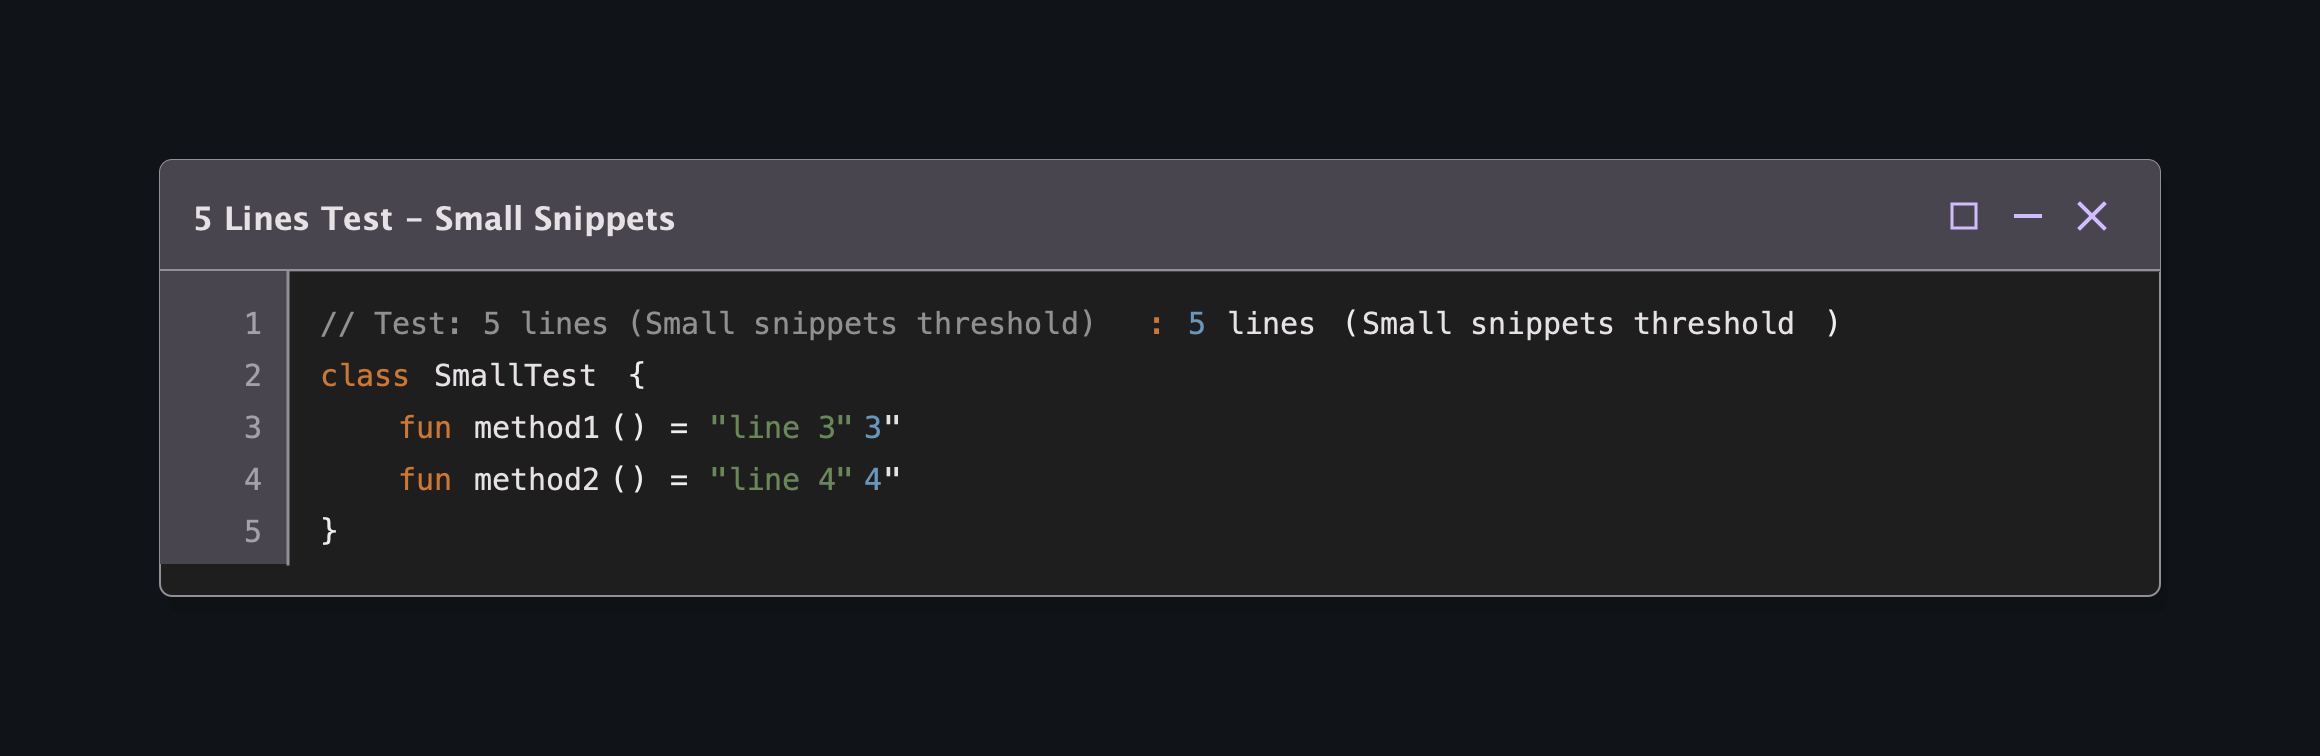 5 Lines Test – Small Snippets
1 // Test: 5 lines (Small snippets threshold) : 5 lines (Small snippets threshold )
2 class SmallTest {
3 fun method1 () = "line 3" 3"
4 fun method2 () = "line 4" 4"
5 }